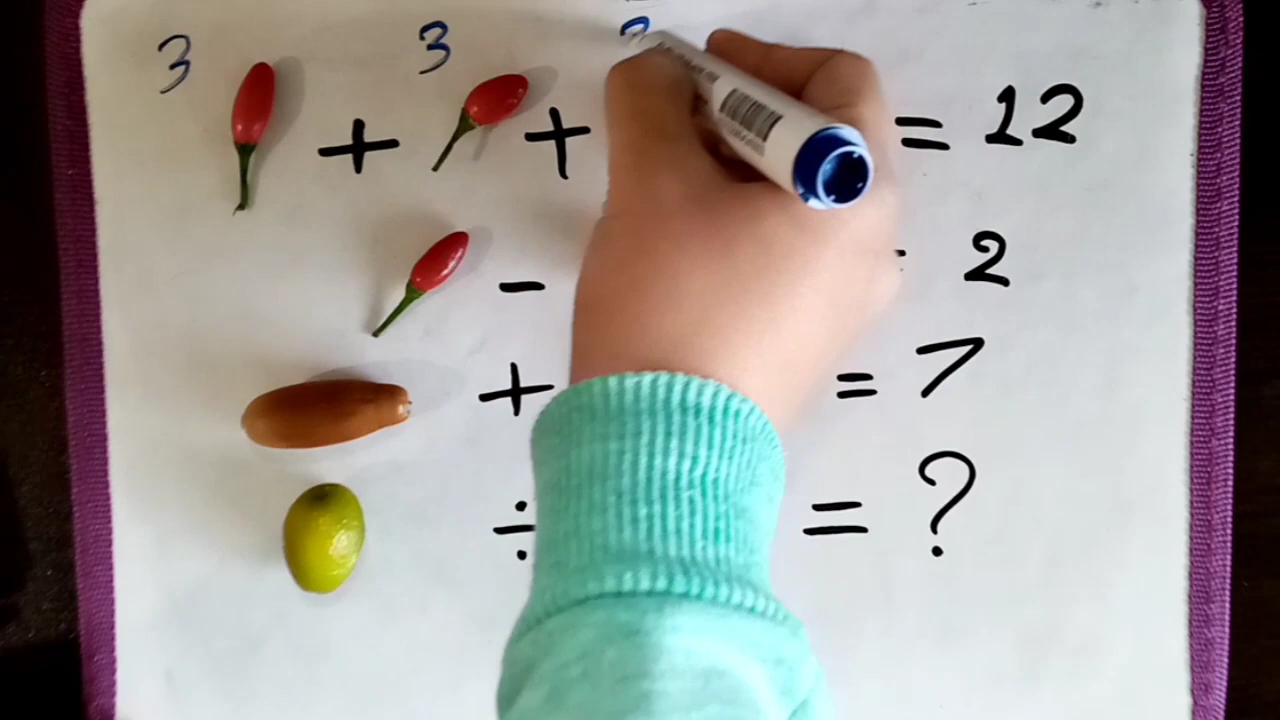 3 3
+ + = 12
- 2
+ = 7
÷ = ?